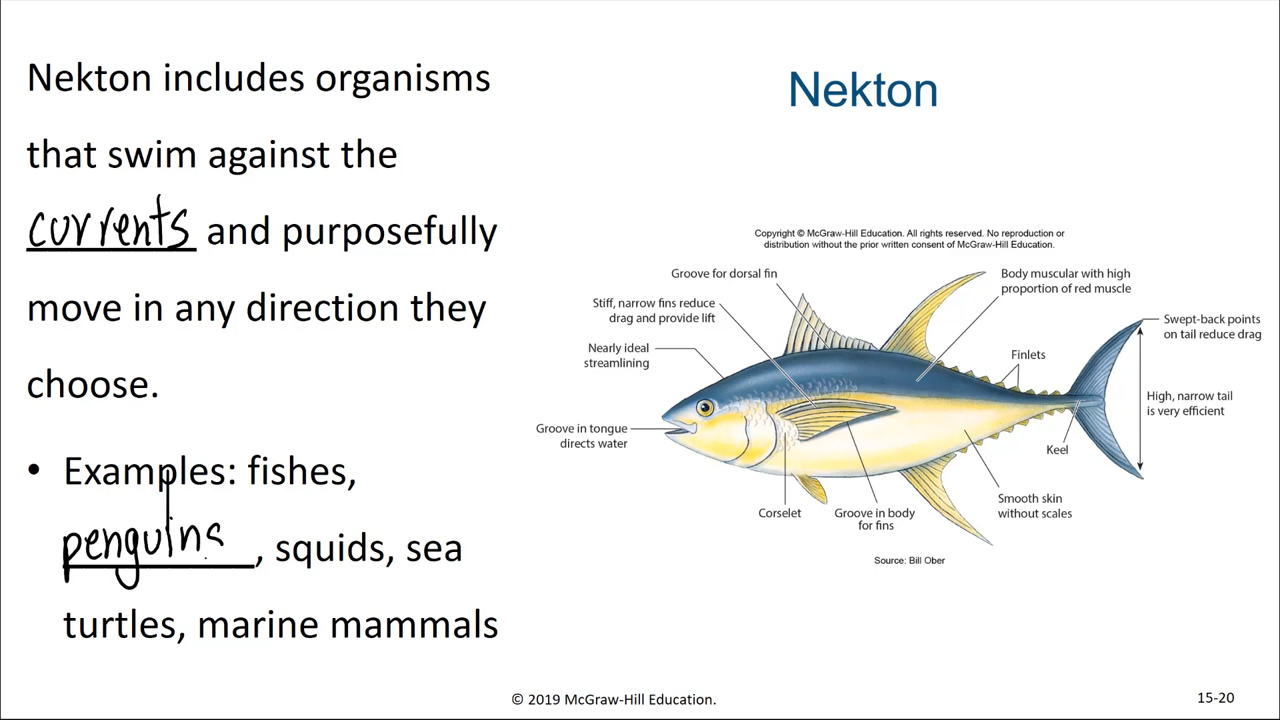 Nekton includes organisms
that swim against the
currents and purposefully
move in any direction they
choose.
• Examples: fishes,
penguins, squids, sea
turtles, marine mammals
Nekton
Copyright © McGraw-Hill Education. All rights reserved. No reproduction or
distribution without the prior written consent of McGraw-Hill Education.
Groove for dorsal fin
Body muscular with high
proportion of red muscle
Stiff, narrow fins reduce
drag and provide lift
Swept-back points
on tail reduce drag
Nearly ideal
streamlining
Finlets
High, narrow tail
is very efficient
Groove in tongue
directs water
Keel
Corselet
Groove in body
for fins
Smooth skin
without scales
Source: Bill Ober
© 2019 McGraw-Hill Education.
15-20